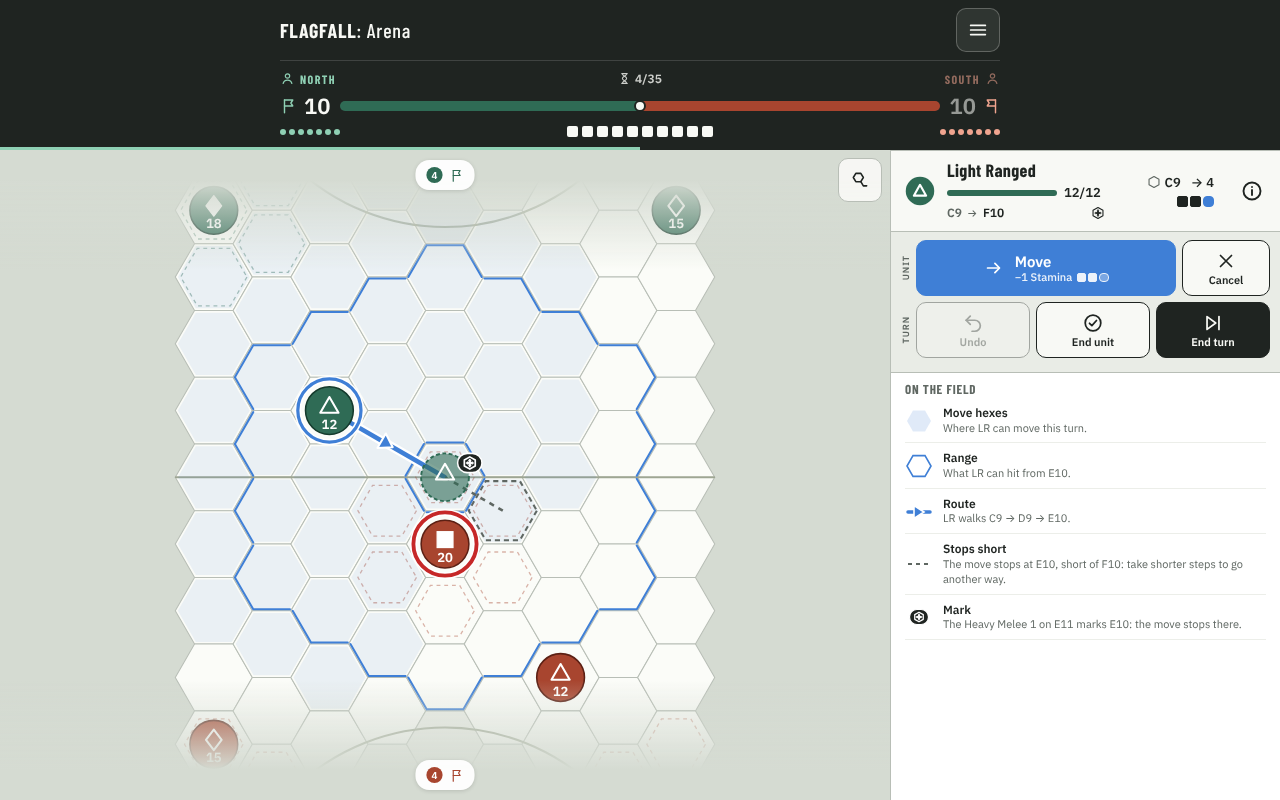 FLAGFALL: Arena
NORTH
4/35
SOUTH
10
10
4
18
15
12
20
12
15
4
Light Ranged
12/12
C9 → F10
C9 → 4
UNIT
Move
−1 Stamina
Cancel
TURN
Undo
End unit
End turn
ON THE FIELD
Move hexes
Where LR can move this turn.
Range
What LR can hit from E10.
Route
LR walks C9 → D9 → E10.
Stops short
The move stops at E10, short of F10: take shorter steps to go
another way.
Mark
The Heavy Melee 1 on E11 marks E10: the move stops there.